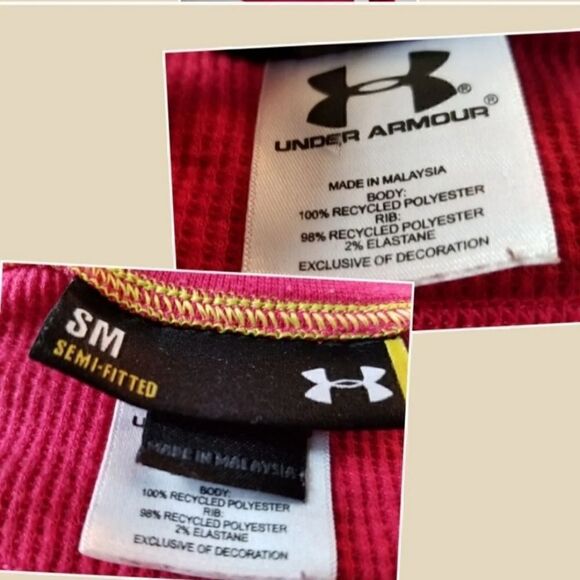 UNDER ARMOUR®
MADE IN MALAYSIA
BODY:
100% RECYCLED POLYESTER
RIB:
98% RECYCLED POLYESTER
2% ELASTANE
EXCLUSIVE OF DECORATION
SM
SEMI-FITTED
U
MADE IN MALAYSIA
BODY:
100% RECYCLED POLYESTER
RIB:
98% RECYCLED POLYESTER
2% ELASTANE
EXCLUSIVE OF DECORATION